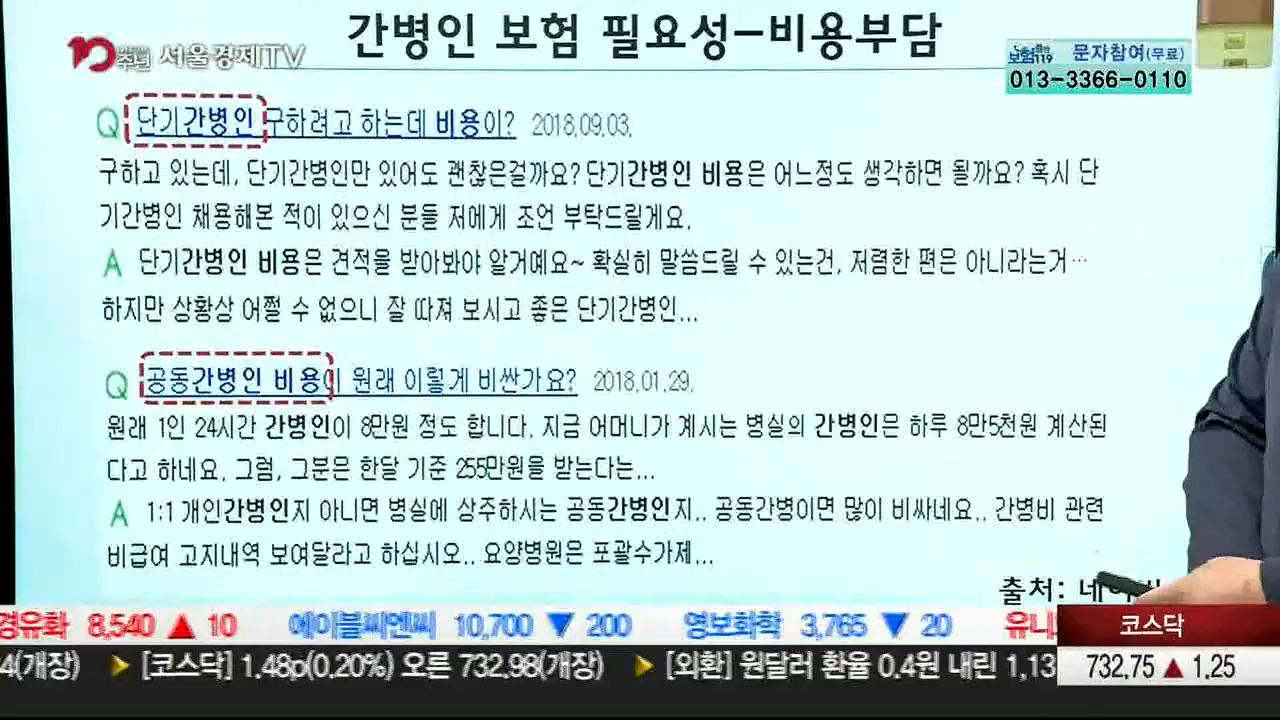 간병인 보험 필요성-비용부담
10주년 서울경제TV
보험119 문자참여(무료)
013-3366-0110
Q 단기간병인 구하려고 하는데 비용이? 2018.09.03.
구하고 있는데, 단기간병인만 있어도 괜찮은걸까요? 단기간병인 비용은 어느정도 생각하면 될까요? 혹시 단
기간병인 채용해본 적이 있으신 분들 저에게 조언 부탁드릴게요.
A 단기간병인 비용은 견적을 받아봐야 알거예요~ 확실히 말씀드릴 수 있는건, 저렴한 편은 아니라는거…
하지만 상황상 어쩔 수 없으니 잘 따져 보시고 좋은 단기간병인...
Q 공동간병인 비용이 원래 이렇게 비싼가요? 2018.01.29.
원래 1인 24시간 간병인이 8만원 정도 합니다. 지금 어머니가 계시는 병실의 간병인은 하루 8만5천원 계산된
다고 하네요. 그럼, 그분은 한달 기준 255만원을 받는다는...
A 1:1 개인간병인지 아니면 병실에 상주하시는 공동간병인지.. 공동간병이면 많이 비싸네요.. 간병비 관련
비급여 고지내역 보여달라고 하십시오.. 요양병원은 포괄수가제...
출처:
경유화 8,540 ▲ 10 에이블씨엔씨 10,700 ▼ 200 영보화학 3,765 ▼ 20 유니
코스닥
4(개장) [코스닥] 1.48p(0.20%) 오른 732.98(개장) [외환] 원달러 환율 0.4원 내린 1,13
732.75 ▲ 1.25